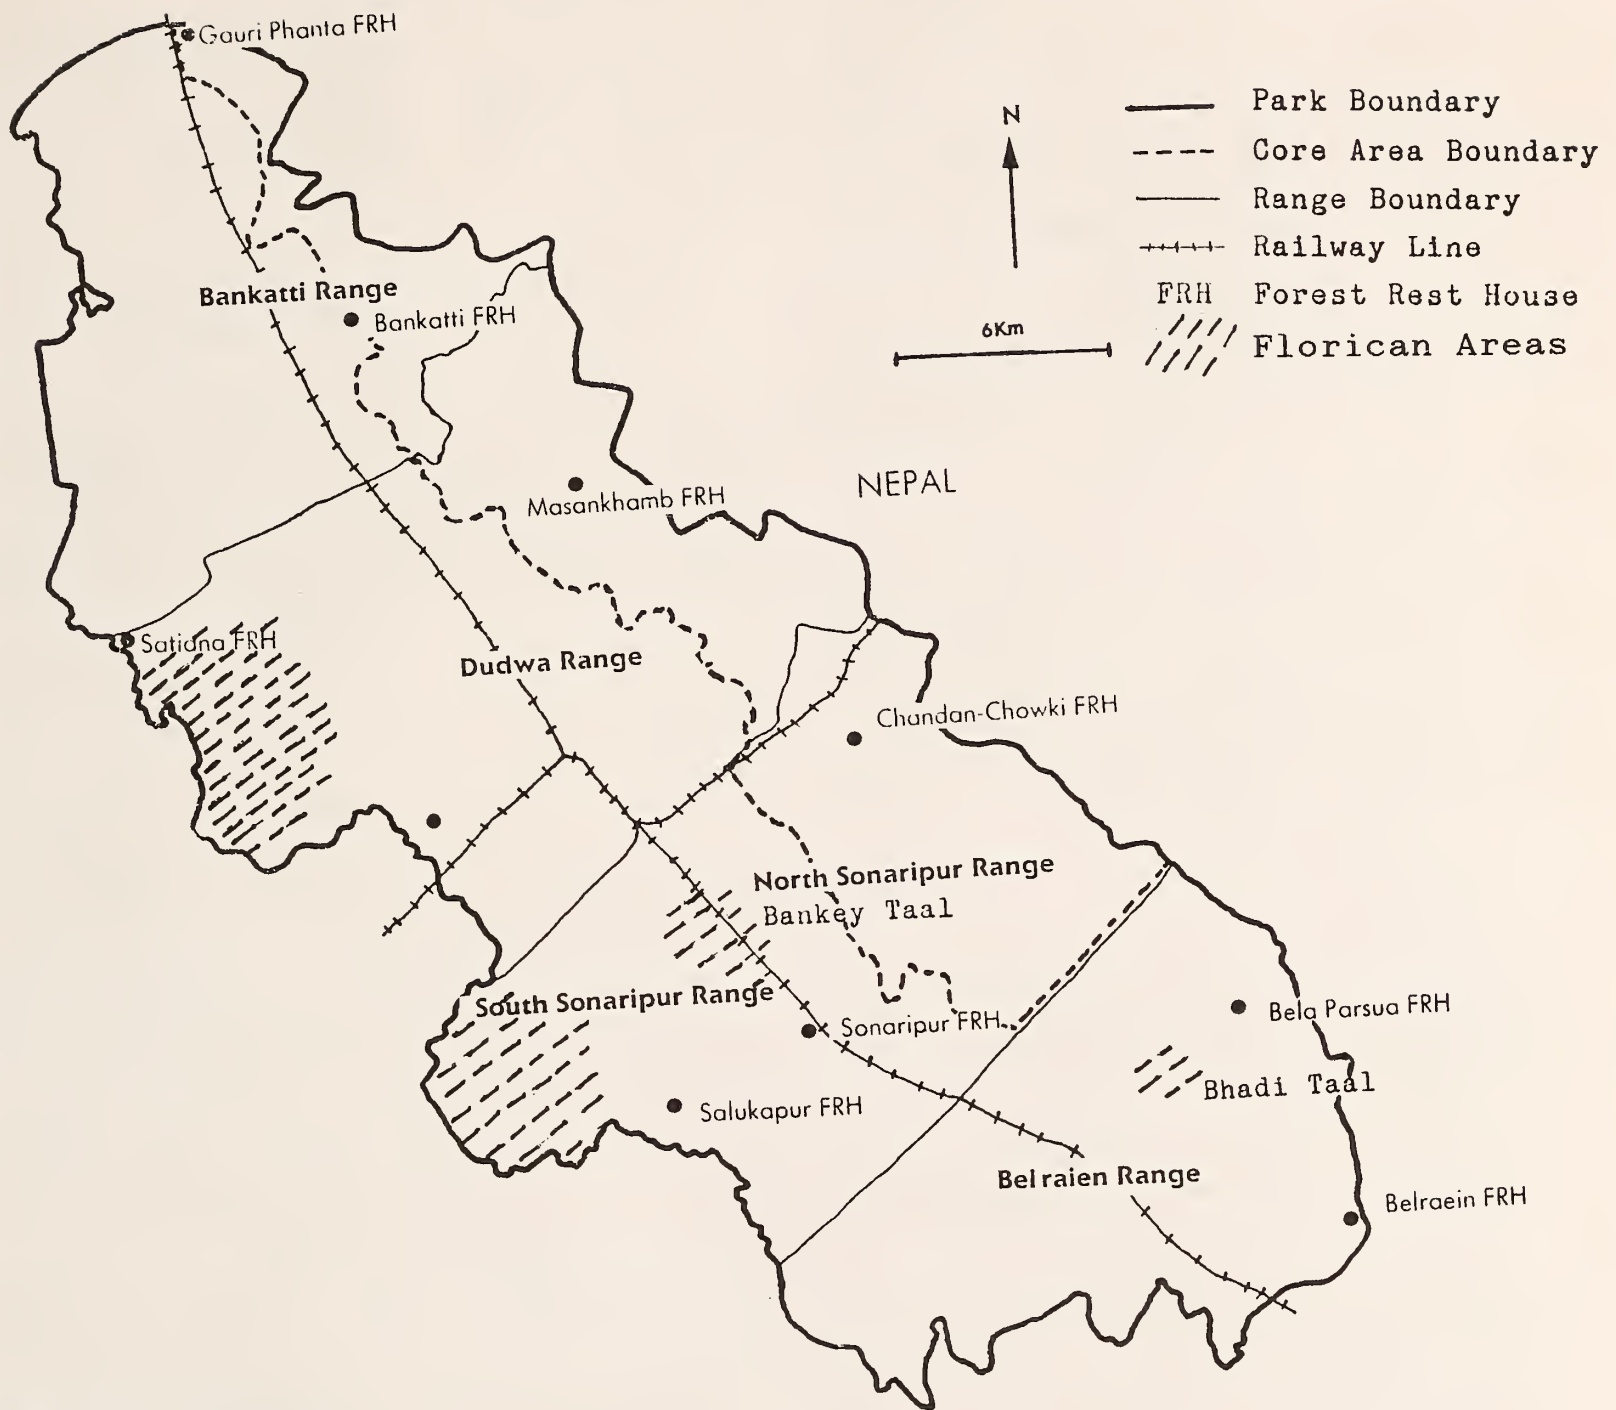 Gauri Phanta FRH
N
Park Boundary
Core Area Boundary
Range Boundary
Railway Line
FRH Forest Rest House
6Km
Florican Areas
Bankatti Range
Bankatti FRH
NEPAL
Masankhamb FRH
Satiana FRH
Dudwa Range
Chandan-Chowki FRH
North Sonaripur Range
Bankey Taal
South Sonaripur Range
Sonaripur FRH
Bela Parsua FRH
Bhadi Taal
Salukapur FRH
Belraien Range
Belraein FRH